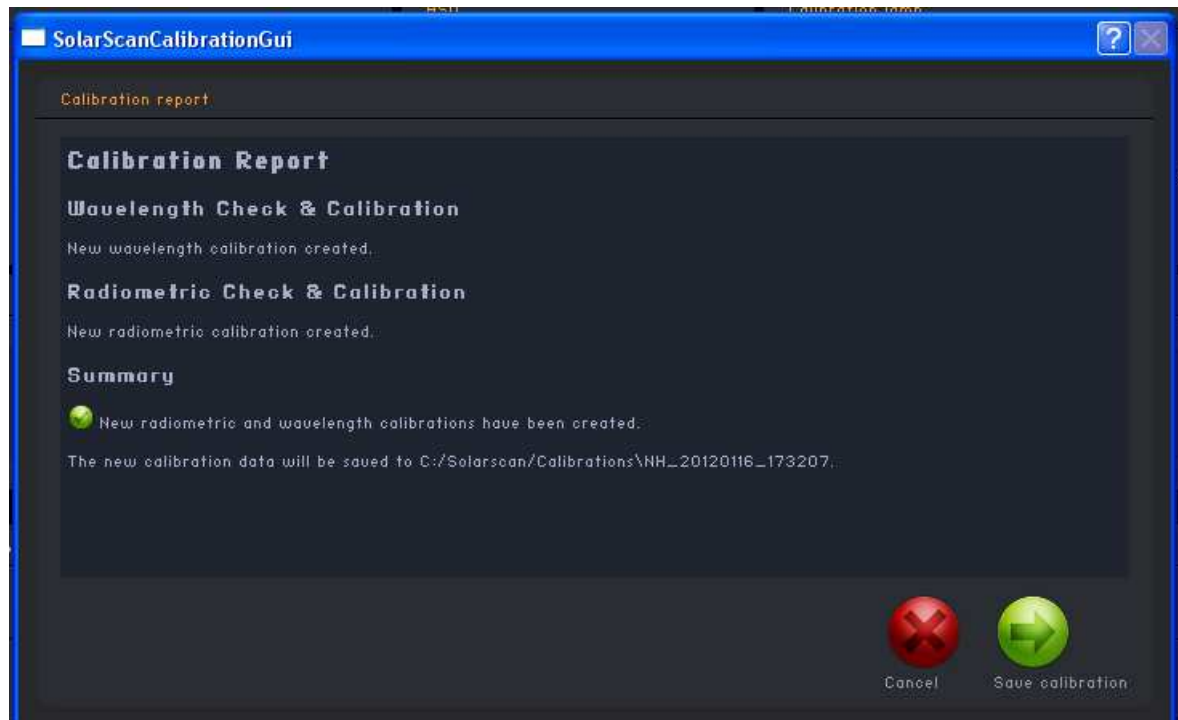 SolarScanCalibrationGui
Calibration report
Calibration Report
Wavelength Check & Calibration
New wavelength calibration created.
Radiometric Check & Calibration
New radiometric calibration created.
Summary
New radiometric and wavelength calibrations have been created.
The new calibration data will be saved to C:/Solarscan/Calibrations\NH_20120116_173207.
Cancel
Save calibration